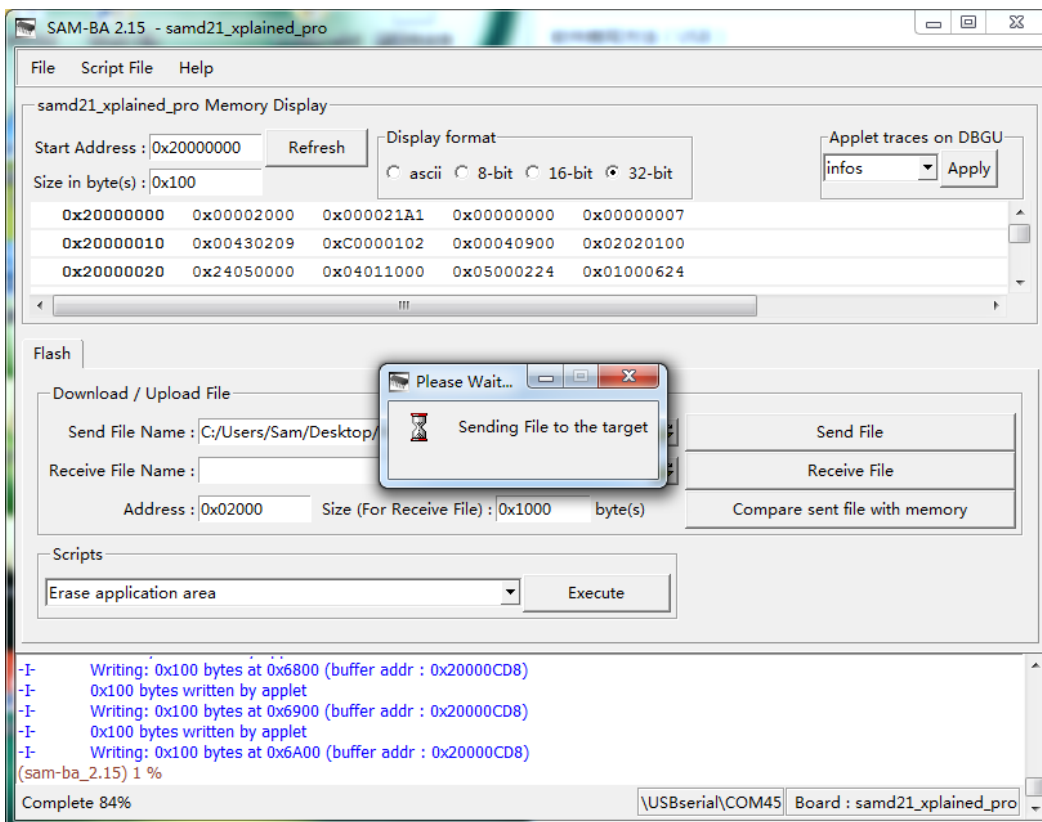 SAM-BA 2.15 - samd21_xplained_pro
File Script File Help
samd21_xplained_pro Memory Display
Start Address : 0x20000000 Refresh
Size in byte(s) : 0x100
Display format
ascii 8-bit 16-bit 32-bit
Applet traces on DBGU
infos Apply
0x20000000 0x00002000 0x000021A1 0x00000000 0x00000007
0x20000010 0x00430209 0xC0000102 0x00040900 0x02020100
0x20000020 0x24050000 0x04011000 0x05000224 0x01000624
Flash
Download / Upload File
Send File Name : C:/Users/Sam/Desktop/ Send File
Receive File Name : Receive File
Address : 0x02000 Size (For Receive File) : 0x1000 byte(s) Compare sent file with memory
Please Wait...
Sending File to the target
Scripts
Erase application area Execute
-I- Writing: 0x100 bytes at 0x6800 (buffer addr : 0x20000CD8)
-I- 0x100 bytes written by applet
-I- Writing: 0x100 bytes at 0x6900 (buffer addr : 0x20000CD8)
-I- 0x100 bytes written by applet
-I- Writing: 0x100 bytes at 0x6A00 (buffer addr : 0x20000CD8)
(sam-ba_2.15) 1 %
Complete 84% \USBserial\COM45 Board : samd21_xplained_pro